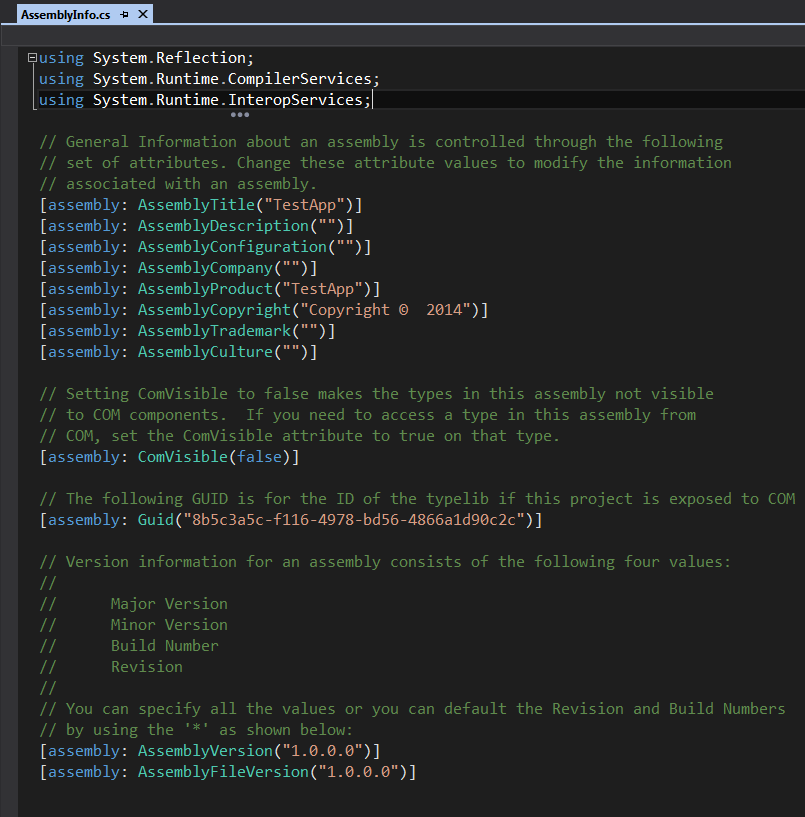 AssemblyInfo.cs
using System.Reflection;
using System.Runtime.CompilerServices;
using System.Runtime.InteropServices;
// General Information about an assembly is controlled through the following
// set of attributes. Change these attribute values to modify the information
// associated with an assembly.
[assembly: AssemblyTitle("TestApp")]
[assembly: AssemblyDescription("")]
[assembly: AssemblyConfiguration("")]
[assembly: AssemblyCompany("")]
[assembly: AssemblyProduct("TestApp")]
[assembly: AssemblyCopyright("Copyright ©  2014")]
[assembly: AssemblyTrademark("")]
[assembly: AssemblyCulture("")]
// Setting ComVisible to false makes the types in this assembly not visible
// to COM components.  If you need to access a type in this assembly from
// COM, set the ComVisible attribute to true on that type.
[assembly: ComVisible(false)]
// The following GUID is for the ID of the typelib if this project is exposed to COM
[assembly: Guid("8b5c3a5c-f116-4978-bd56-4866a1d90c2c")]
// Version information for an assembly consists of the following four values:
//
//      Major Version
//      Minor Version
//      Build Number
//      Revision
//
// You can specify all the values or you can default the Revision and Build Numbers
// by using the '*' as shown below:
[assembly: AssemblyVersion("1.0.0.0")]
[assembly: AssemblyFileVersion("1.0.0.0")]